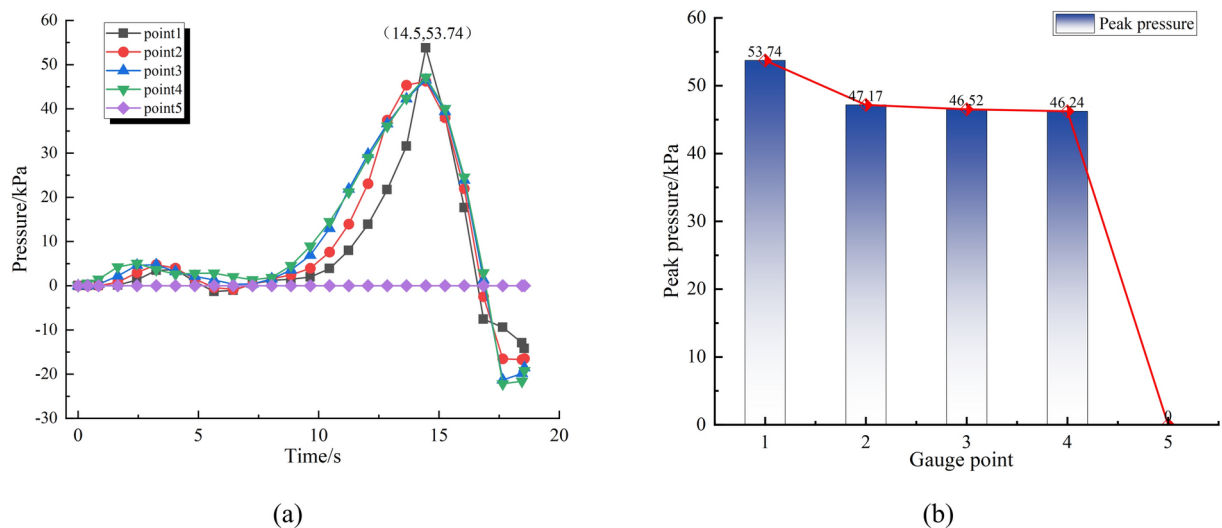 60
50
40
30
20
10
0
-10
-20
-30
Pressure/kPa
point1
point2
point3
point4
point5
（14.5,53.74）
0
5
10
15
20
Time/s
(a)
60
50
40
30
20
10
0
Peak pressure/kPa
Peak pressure
53.74
47.17
46.52
46.24
0
1
2
3
4
5
Gauge point
(b)